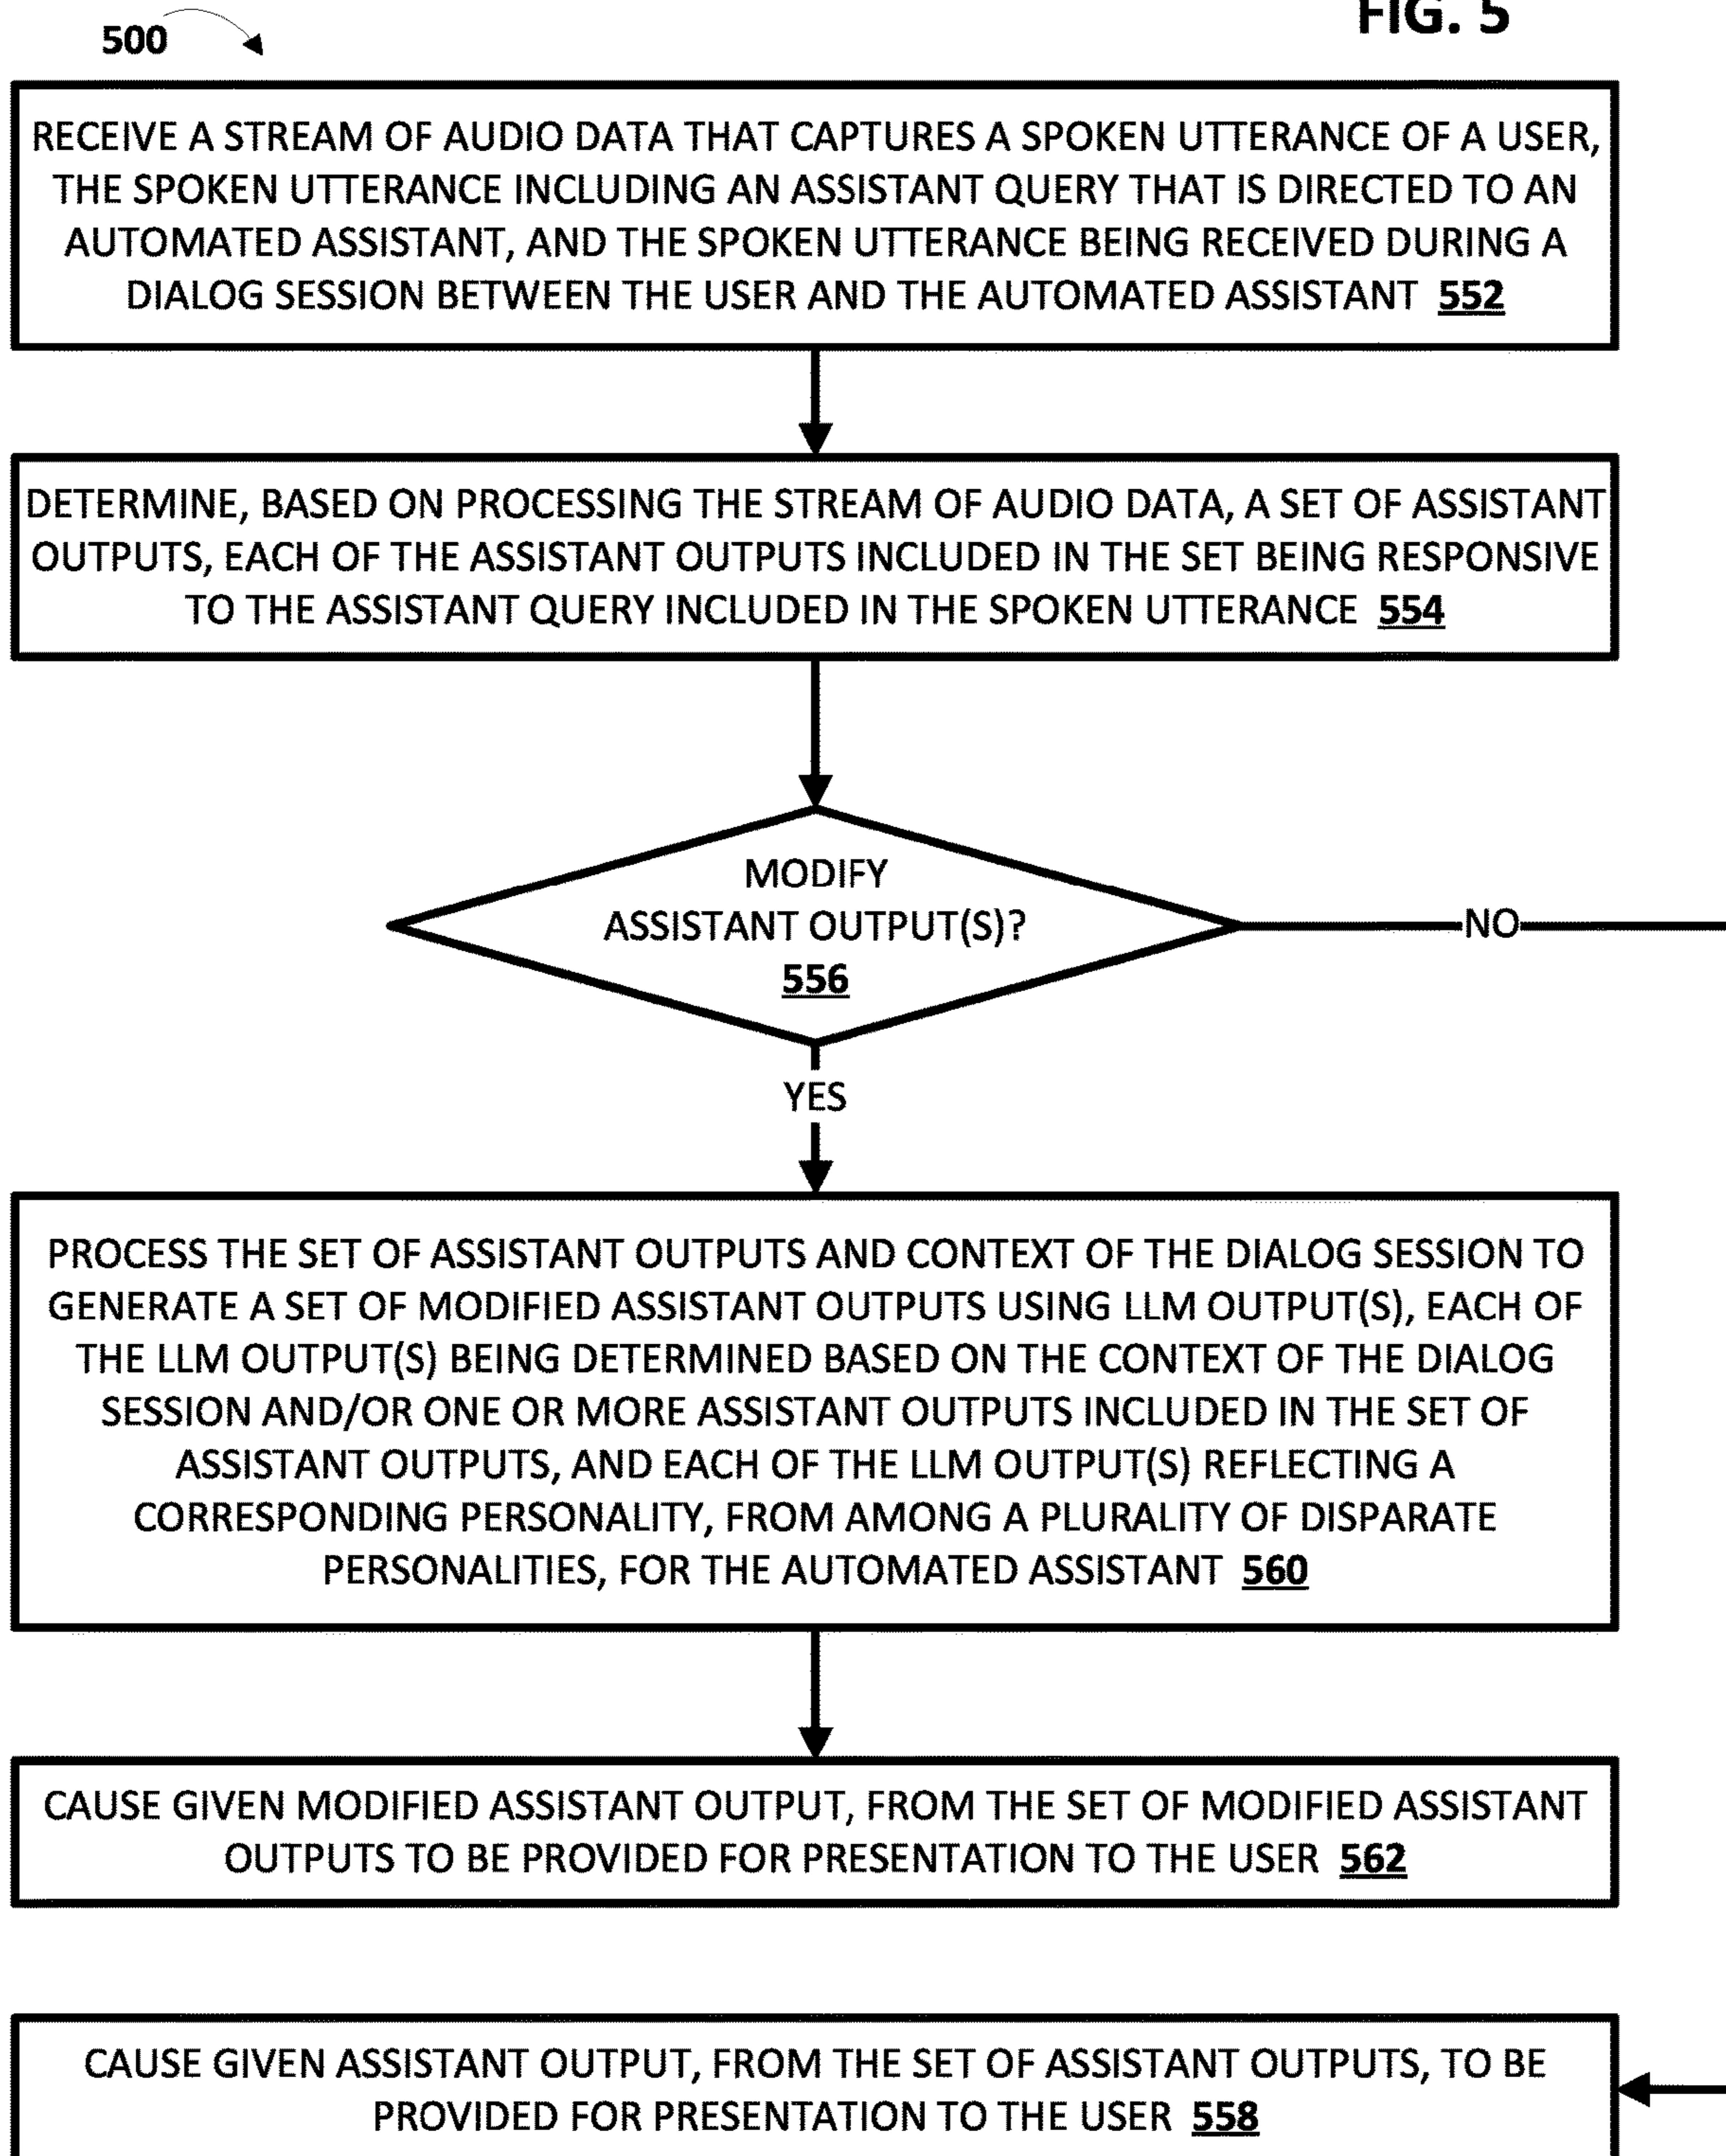 FIG. 5
500
RECEIVE A STREAM OF AUDIO DATA THAT CAPTURES A SPOKEN UTTERANCE OF A USER,
THE SPOKEN UTTERANCE INCLUDING AN ASSISTANT QUERY THAT IS DIRECTED TO AN
AUTOMATED ASSISTANT, AND THE SPOKEN UTTERANCE BEING RECEIVED DURING A
DIALOG SESSION BETWEEN THE USER AND THE AUTOMATED ASSISTANT 552
DETERMINE, BASED ON PROCESSING THE STREAM OF AUDIO DATA, A SET OF ASSISTANT
OUTPUTS, EACH OF THE ASSISTANT OUTPUTS INCLUDED IN THE SET BEING RESPONSIVE
TO THE ASSISTANT QUERY INCLUDED IN THE SPOKEN UTTERANCE 554
MODIFY
ASSISTANT OUTPUT(S)?
556
NO
YES
PROCESS THE SET OF ASSISTANT OUTPUTS AND CONTEXT OF THE DIALOG SESSION TO
GENERATE A SET OF MODIFIED ASSISTANT OUTPUTS USING LLM OUTPUT(S), EACH OF
THE LLM OUTPUT(S) BEING DETERMINED BASED ON THE CONTEXT OF THE DIALOG
SESSION AND/OR ONE OR MORE ASSISTANT OUTPUTS INCLUDED IN THE SET OF
ASSISTANT OUTPUTS, AND EACH OF THE LLM OUTPUT(S) REFLECTING A
CORRESPONDING PERSONALITY, FROM AMONG A PLURALITY OF DISPARATE
PERSONALITIES, FOR THE AUTOMATED ASSISTANT 560
CAUSE GIVEN MODIFIED ASSISTANT OUTPUT, FROM THE SET OF MODIFIED ASSISTANT
OUTPUTS TO BE PROVIDED FOR PRESENTATION TO THE USER 562
CAUSE GIVEN ASSISTANT OUTPUT, FROM THE SET OF ASSISTANT OUTPUTS, TO BE
PROVIDED FOR PRESENTATION TO THE USER 558